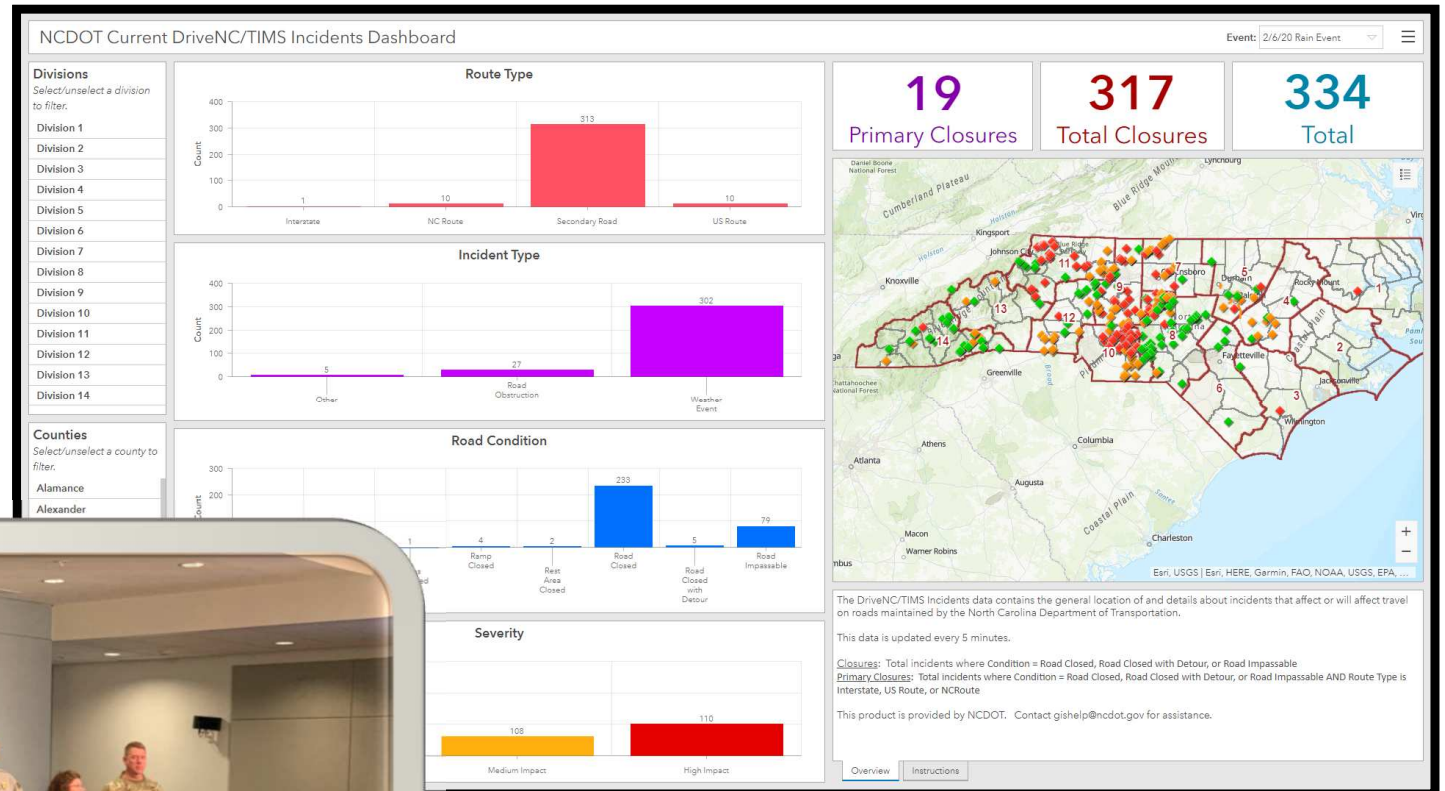 NCDOT Current DriveNC/TIMS Incidents Dashboard
Event: 2/6/20 Rain Event
Divisions
Select/unselect a division
to filter.
Division 1
Division 2
Division 3
Division 4
Division 5
Division 6
Division 7
Division 8
Division 9
Division 10
Division 11
Division 12
Division 13
Division 14
Counties
Select/unselect a county to
filter.
Alamance
Alexander
Route Type
Count
400
300
200
100
0
1
10
313
10
Interstate
NC Route
Secondary Road
US Route
Incident Type
Count
400
300
200
100
0
5
27
302
Other
Road
Obstruction
Weather
Event
Road Condition
Count
300
200
1
4
2
233
5
79
Ramp
Closed
Rest
Area
Closed
Road
Closed
Road
Closed
with
Detour
Road
Impassable
Severity
108
110
Medium Impact
High Impact
19
Primary Closures
317
Total Closures
334
Total
Daniel Boone
National Forest
Lynchburg
Cumberland Plateau
Blue Ridge
Holston
Kingsport
Johnson City
Holston
Knoxville
Durham
Rocky Mount
Greenville
Broad
Fayetteville
Jacksonville
Wilmington
Chattahoochee
National Forest
Athens
Columbia
Atlanta
Augusta
Coastal Plain
Santee
Macon
Warner Robins
Charleston
1
2
3
4
5
6
7
8
9
10
11
12
13
14
+
−
Esri, USGS | Esri, HERE, Garmin, FAO, NOAA, USGS, EPA, ...
The DriveNC/TIMS Incidents data contains the general location of and details about incidents that affect or will affect travel
on roads maintained by the North Carolina Department of Transportation.
This data is updated every 5 minutes.
Closures: Total incidents where Condition = Road Closed, Road Closed with Detour, or Road Impassable
Primary Closures: Total incidents where Condition = Road Closed, Road Closed with Detour, or Road Impassable AND Route Type is
Interstate, US Route, or NCRoute
This product is provided by NCDOT. Contact gishelp@ncdot.gov for assistance.
Overview
Instructions